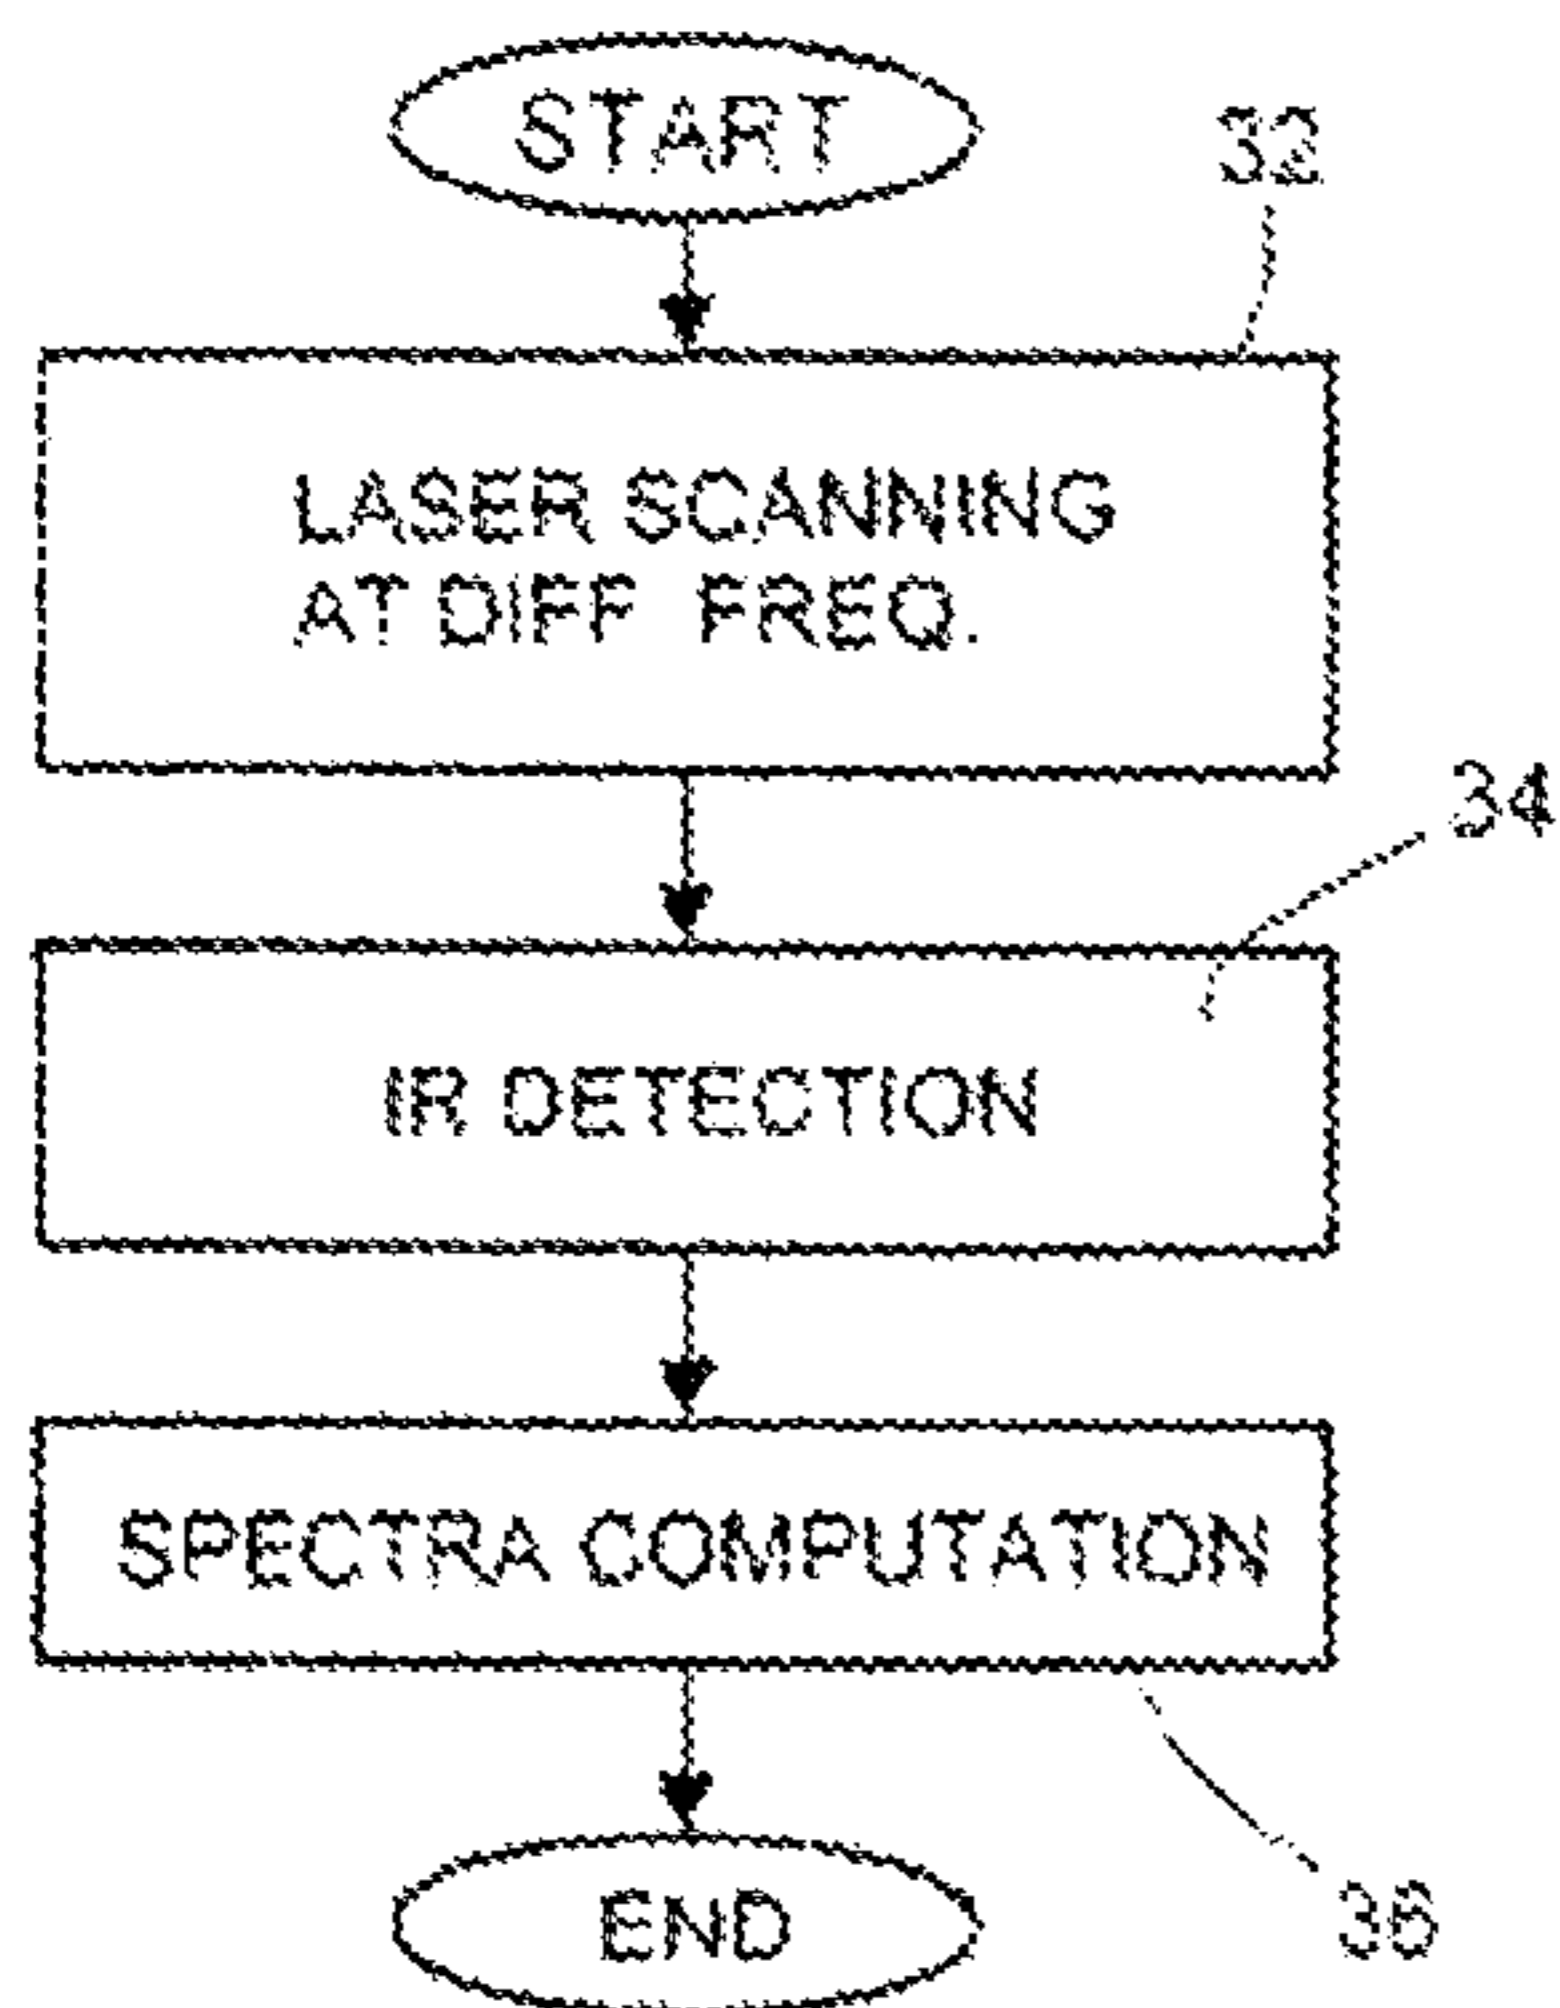 START
32
LASER SCANNING
AT DIFF FREQ.
34
IR DETECTION
SPECTRA COMPUTATION
END
36